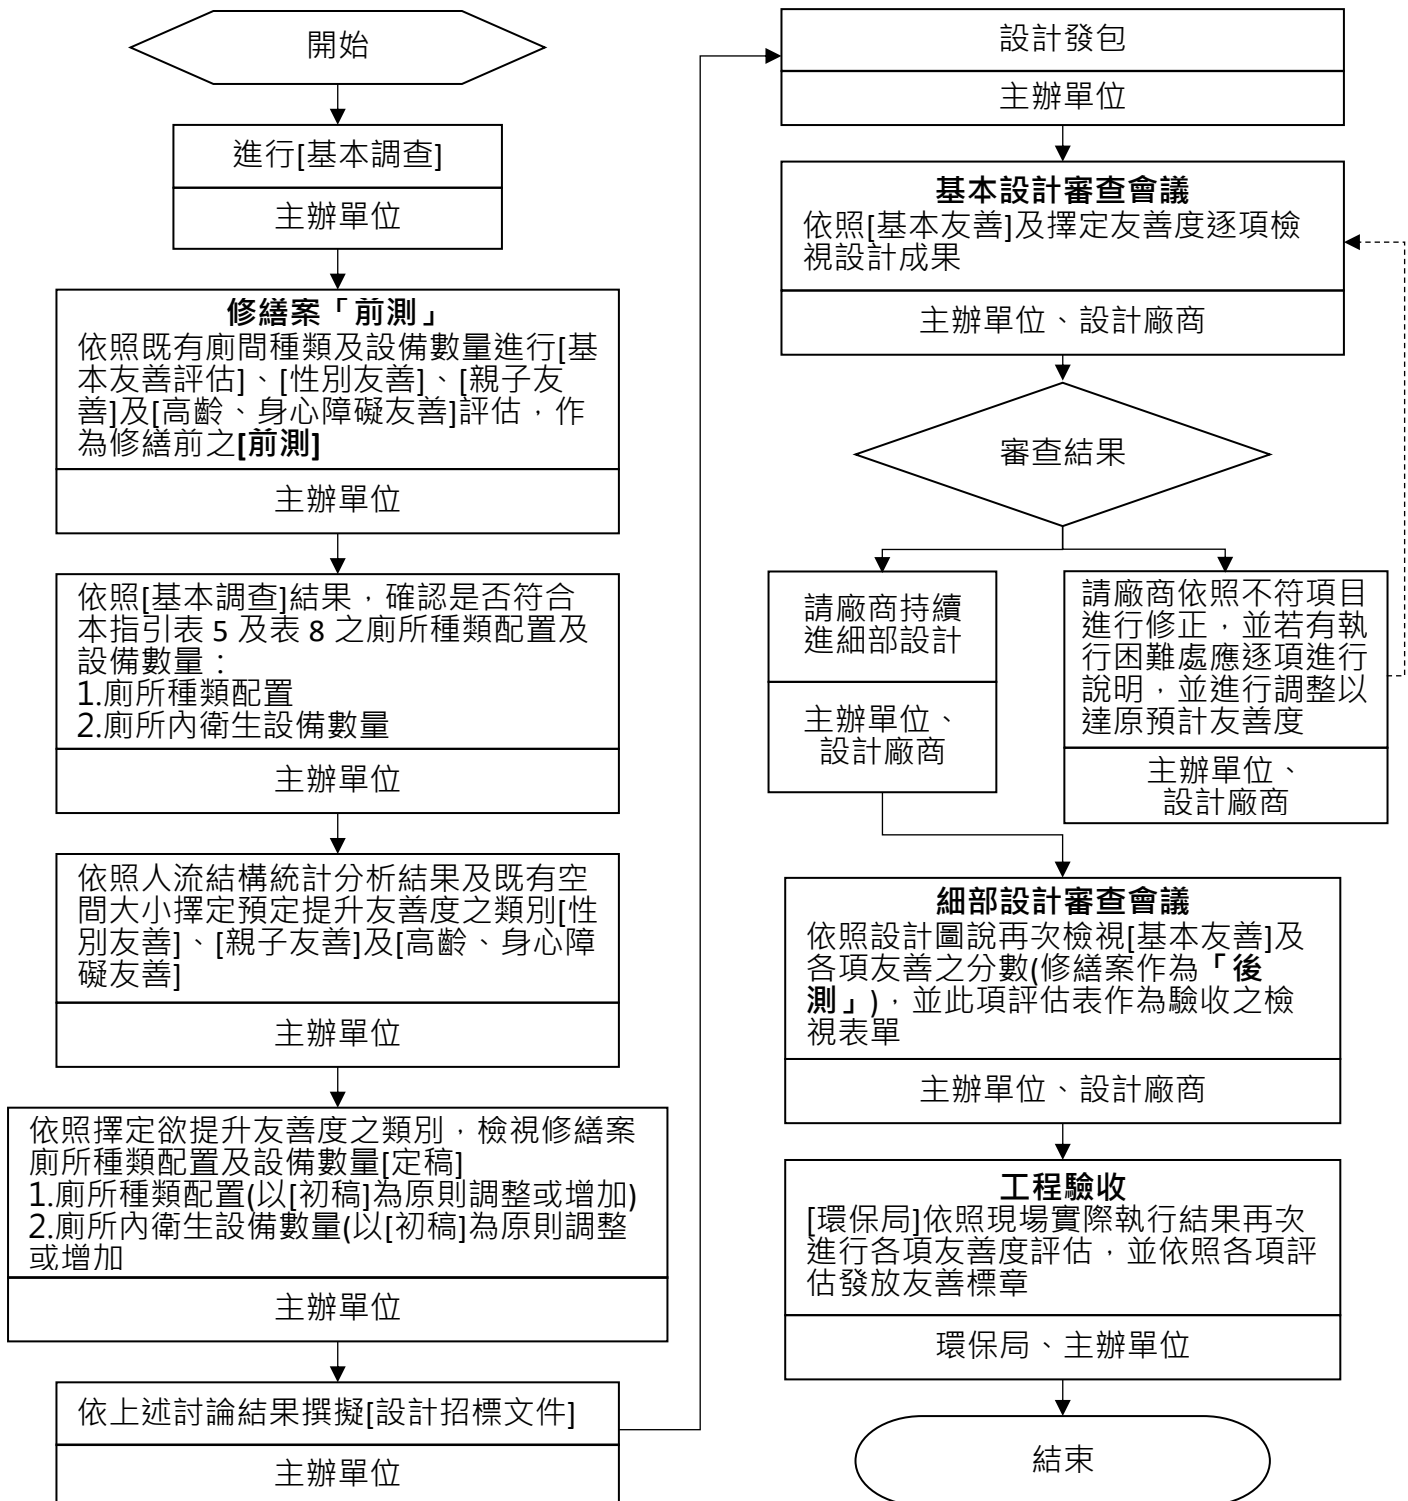 開始
進行[基本調查]
主辦單位
修繕案「前測」
依照既有廁間種類及設備數量進行[基
本友善評估]、[性別友善]、[親子友
善]及[高齡、身心障礙友善]評估，作
為修繕前之[前測]
主辦單位
依照[基本調查]結果，確認是否符合
本指引表 5 及表 8 之廁所種類配置及
設備數量：
1.廁所種類配置
2.廁所內衛生設備數量
主辦單位
依照人流結構統計分析結果及既有空
間大小擇定預定提升友善度之類別[性
別友善]、[親子友善]及[高齡、身心障
礙友善]
主辦單位
依照擇定欲提升友善度之類別，檢視修繕案
廁所種類配置及設備數量[定稿]
1.廁所種類配置(以[初稿]為原則調整或增加)
2.廁所內衛生設備數量(以[初稿]為原則調整
或增加
主辦單位
依上述討論結果撰擬[設計招標文件]
主辦單位
設計發包
主辦單位
基本設計審查會議
依照[基本友善]及擇定友善度逐項檢
視設計成果
主辦單位、設計廠商
審查結果
請廠商持續
進細部設計
主辦單位、
設計廠商
請廠商依照不符項目
進行修正，並若有執
行困難處應逐項進行
說明，並進行調整以
達原預計友善度
主辦單位、
設計廠商
細部設計審查會議
依照設計圖說再次檢視[基本友善]及
各項友善之分數(修繕案作為「後
測」)，並此項評估表作為驗收之檢
視表單
主辦單位、設計廠商
工程驗收
[環保局]依照現場實際執行結果再次
進行各項友善度評估，並依照各項評
估發放友善標章
環保局、主辦單位
結束